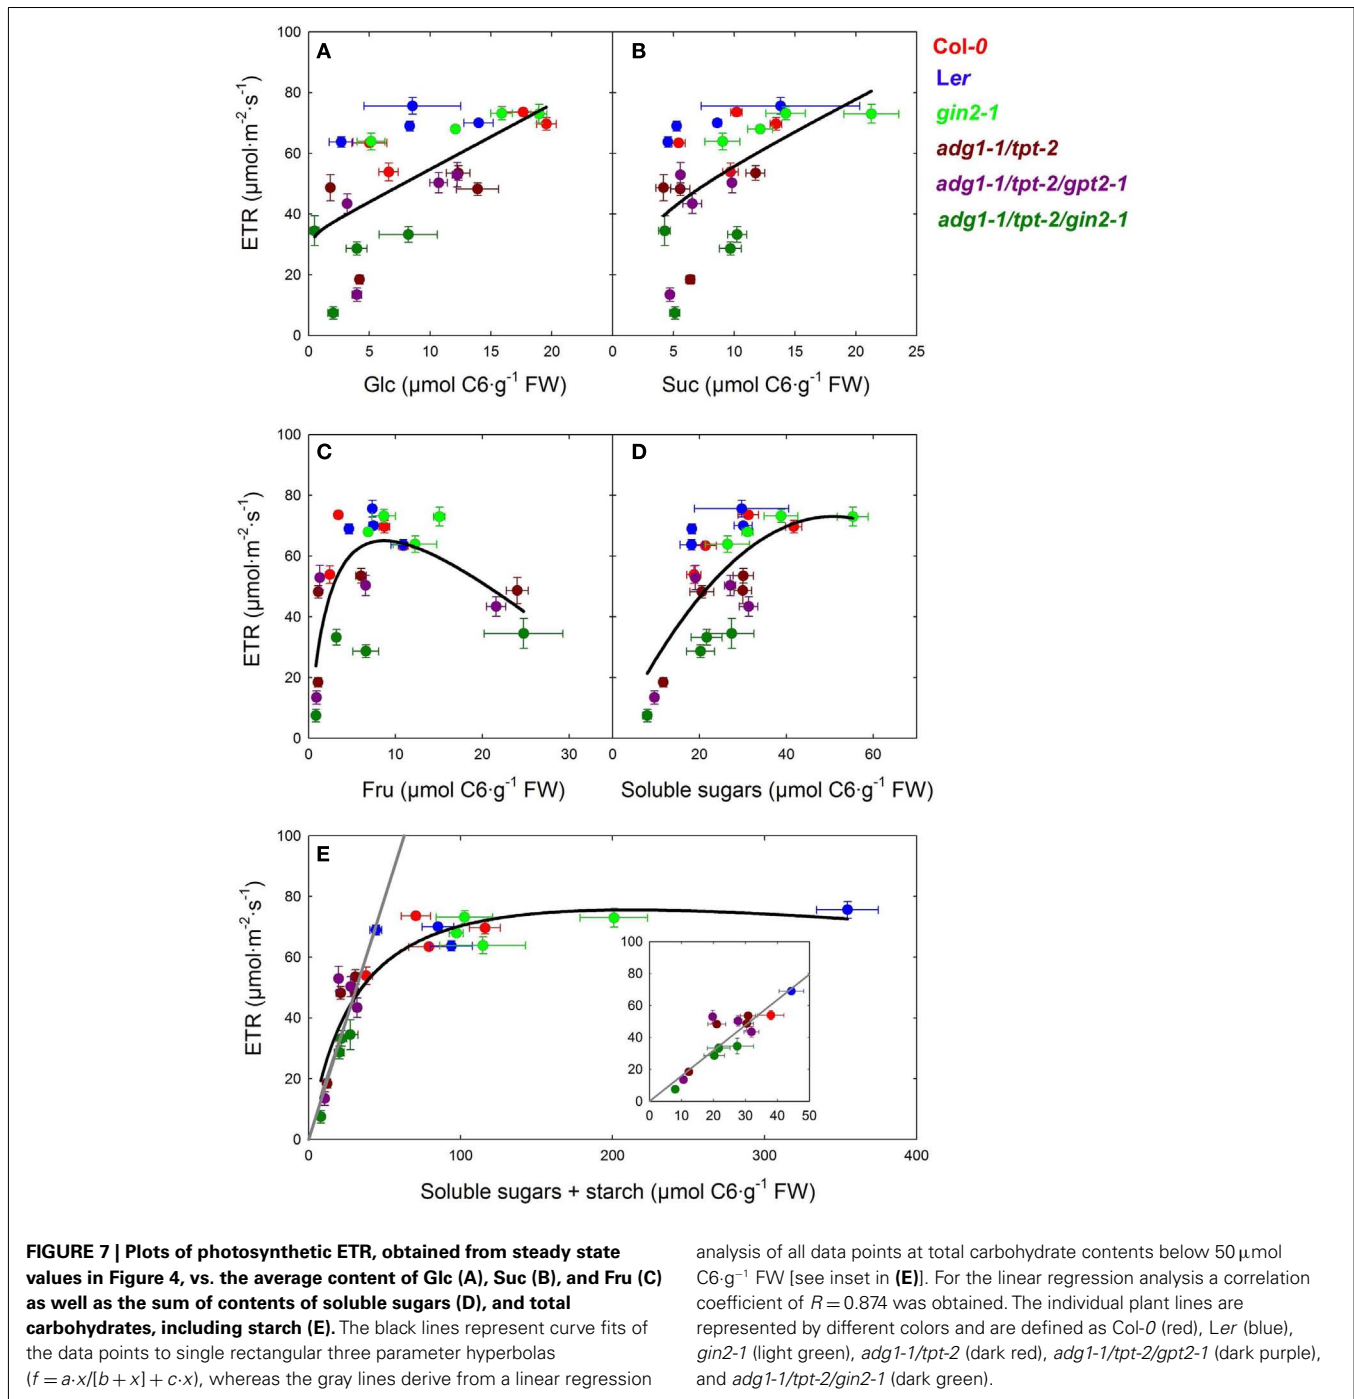 A
B
Col-0
Ler
gin2-1
adg1-1/tpt-2
adg1-1/tpt-2/gpt2-1
adg1-1/tpt-2/gin2-1
100
80
60
40
20
0
ETR (µmol·m⁻²·s⁻¹)
0 5 10 15 20
0 5 10 15 20 25
Glc (µmol C6·g⁻¹ FW)
Suc (µmol C6·g⁻¹ FW)
C
D
100
80
60
40
20
0
ETR (µmol·m⁻²·s⁻¹)
0 10 20 30
0 20 40 60
Fru (µmol C6·g⁻¹ FW)
Soluble sugars (µmol C6·g⁻¹ FW)
E
100
80
60
40
20
0
ETR (µmol·m⁻²·s⁻¹)
100
80
60
40
20
0
0 10 20 30 40 50
0 100 200 300 400
Soluble sugars + starch (µmol C6·g⁻¹ FW)
FIGURE 7 | Plots of photosynthetic ETR, obtained from steady state
values in Figure 4, vs. the average content of Glc (A), Suc (B), and Fru (C)
as well as the sum of contents of soluble sugars (D), and total
carbohydrates, including starch (E). The black lines represent curve fits of
the data points to single rectangular three parameter hyperbolas
(f = a·x/[b + x] + c·x), whereas the gray lines derive from a linear regression
analysis of all data points at total carbohydrate contents below 50 µmol
C6·g⁻¹ FW [see inset in (E)]. For the linear regression analysis a correlation
coefficient of R = 0.874 was obtained. The individual plant lines are
represented by different colors and are defined as Col-0 (red), Ler (blue),
gin2-1 (light green), adg1-1/tpt-2 (dark red), adg1-1/tpt-2/gpt2-1 (dark purple),
and adg1-1/tpt-2/gin2-1 (dark green).